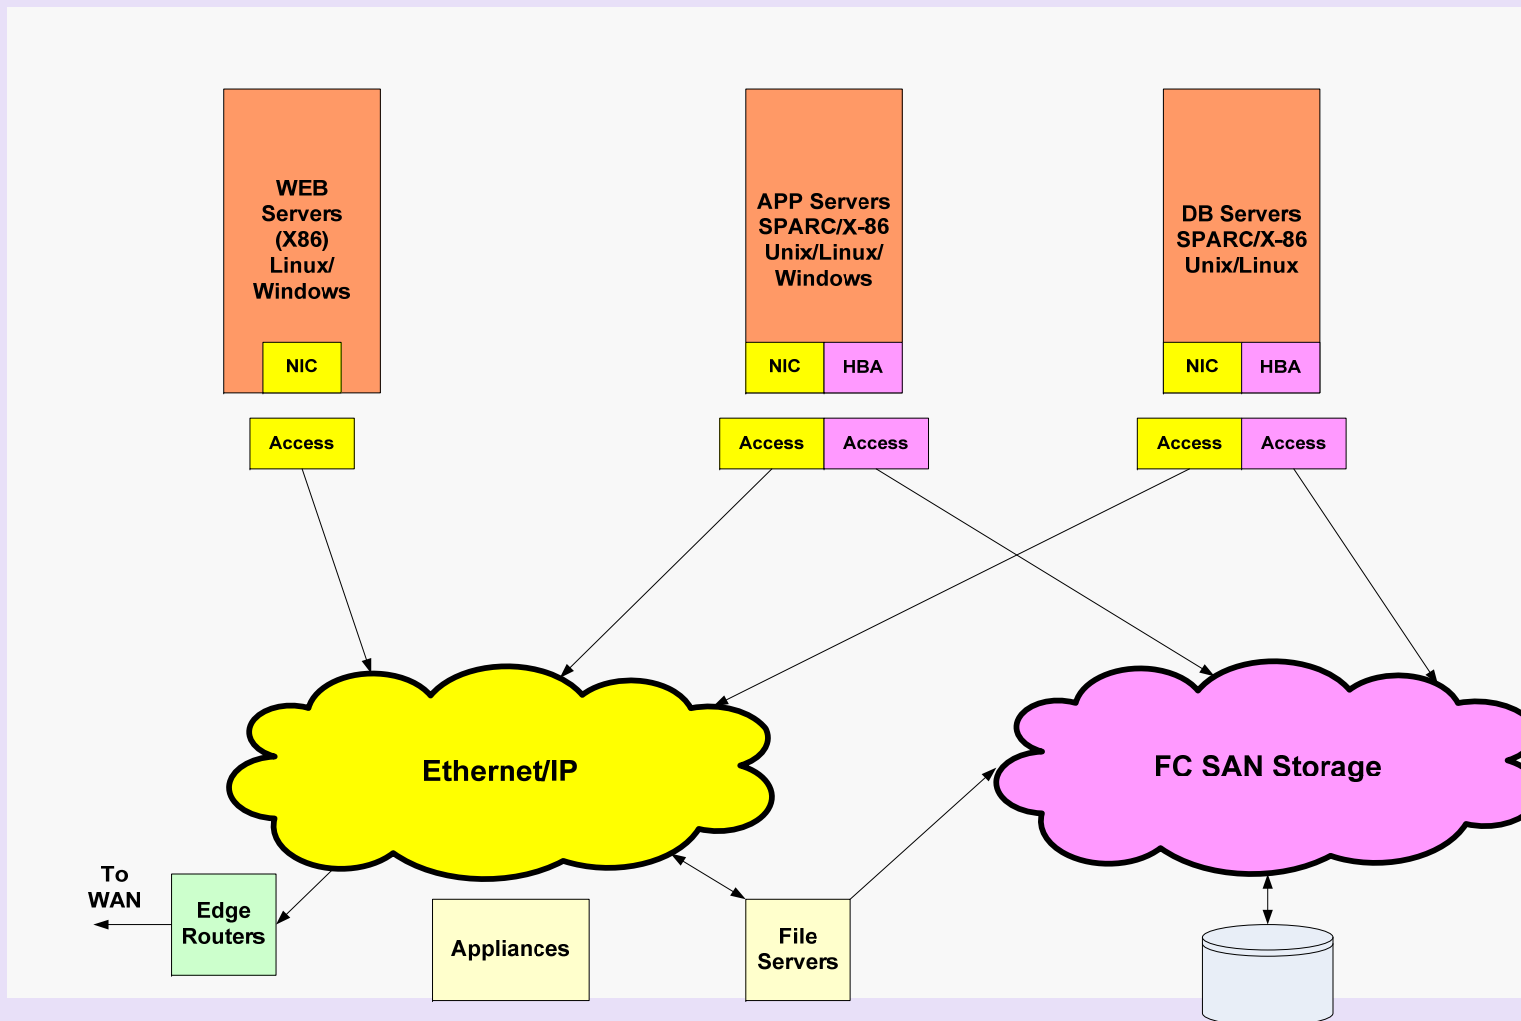 WEB
Servers
(X86)
Linux/
Windows
NIC
APP Servers
SPARC/X-86
Unix/Linux/
Windows
NIC
HBA
DB Servers
SPARC/X-86
Unix/Linux
NIC
HBA
Access
Access
Access
Access
Access
Ethernet/IP
FC SAN Storage
To
WAN
Edge
Routers
Appliances
File
Servers